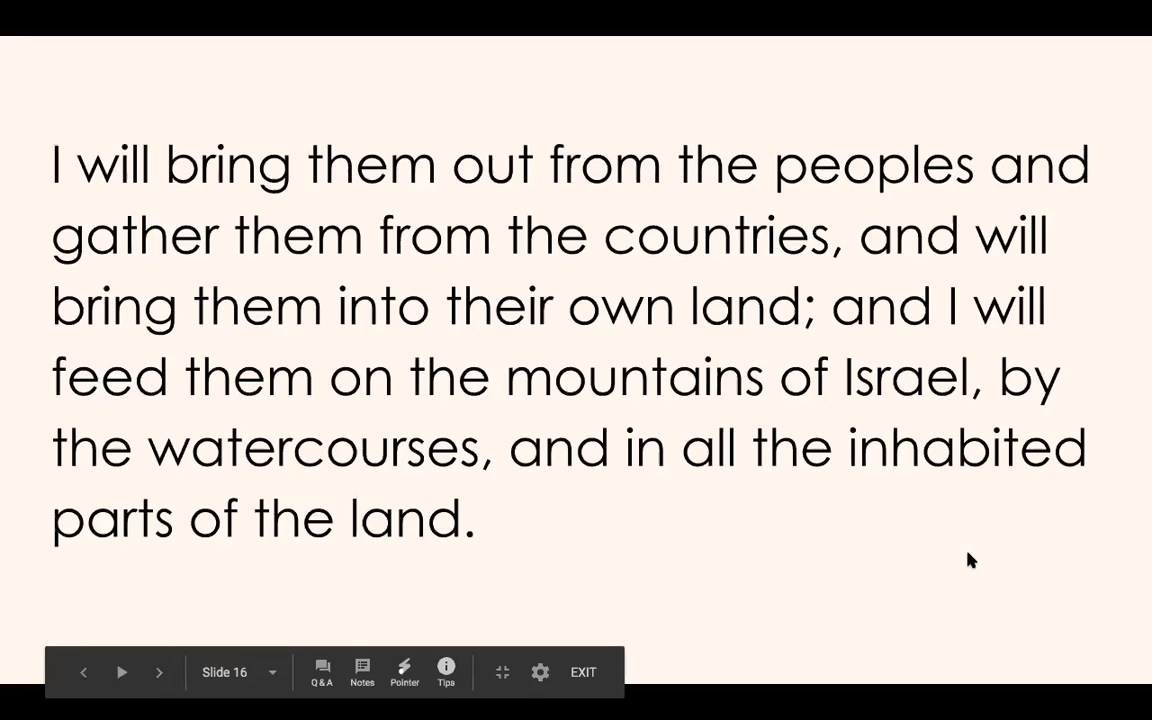 I will bring them out from the peoples and
gather them from the countries, and will
bring them into their own land; and I will
feed them on the mountains of Israel, by
the watercourses, and in all the inhabited
parts of the land.
Slide 16
Q & A
Notes
Pointer
Tips
EXIT